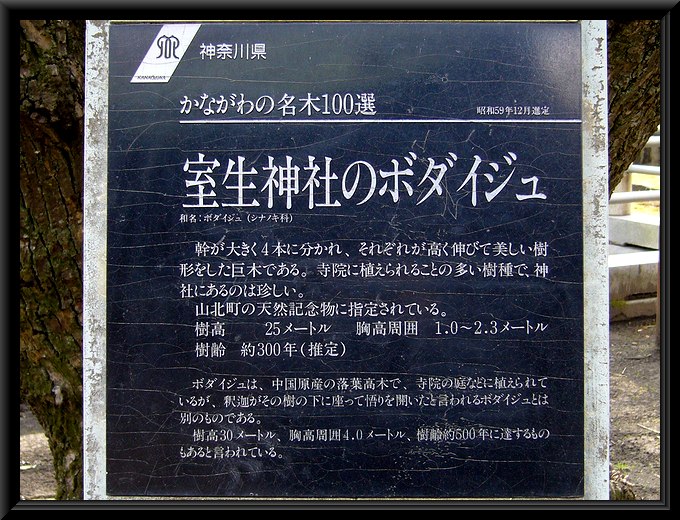 神奈川県
KANAGAWA
かながわの名木100選
昭和59年12月選定
室生神社のボダイジュ
和名:ボダイジュ(シナノキ科)
幹が大きく4本に分かれ、それぞれが高く伸びて美しい樹
形をした巨木である。寺院に植えられることの多い樹種で、神
社にあるのは珍しい。
山北町の天然記念物に指定されている。
樹高 25メートル 胸高周囲 1.0〜2.3メートル
樹齢 約300年(推定)
ボダイジュは、中国原産の落葉高木で、寺院の庭などに植えられて
いるが、釈迦がその樹の下に座って悟りを開いたと言われるボダイジュとは
別のものである。
樹高30メートル、胸高周囲4.0メートル、樹齢約500年に達するもの
もあると言われている。